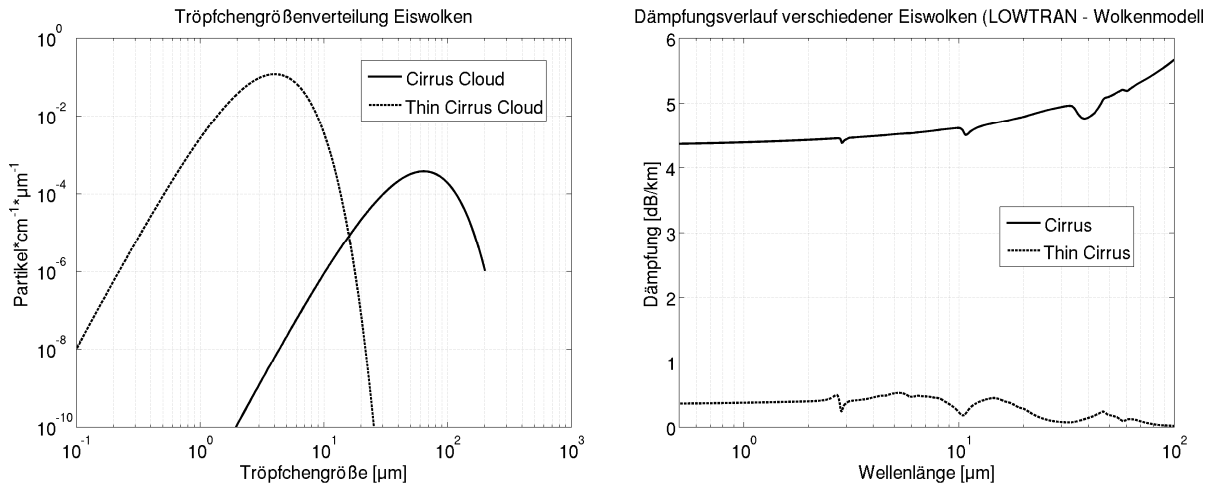 Tröpfchengrößenverteilung Eiswolken
10^0
10^-2
10^-4
10^-6
10^-8
10^-10
Partikel*cm^-1*µm^-1
Cirrus Cloud
Thin Cirrus Cloud
10^-1
10^0
10^1
10^2
10^3
Tröpfchengröße [µm]
Dämpfungsverlauf verschiedener Eiswolken (LOWTRAN - Wolkenmodell
6
5
4
3
2
1
0
Dämpfung [dB/km]
Cirrus
Thin Cirrus
10^0
10^1
10^2
Wellenlänge [µm]